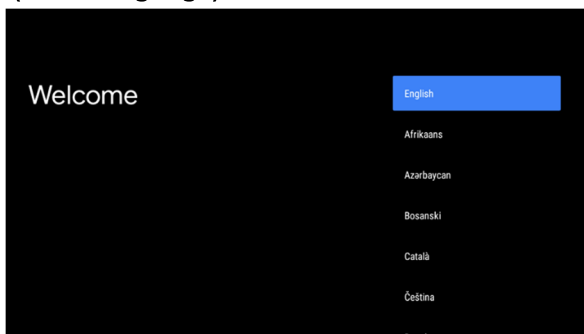 Welcome
English
Afrikaans
Azərbaycan
Bosanski
Català
Čeština